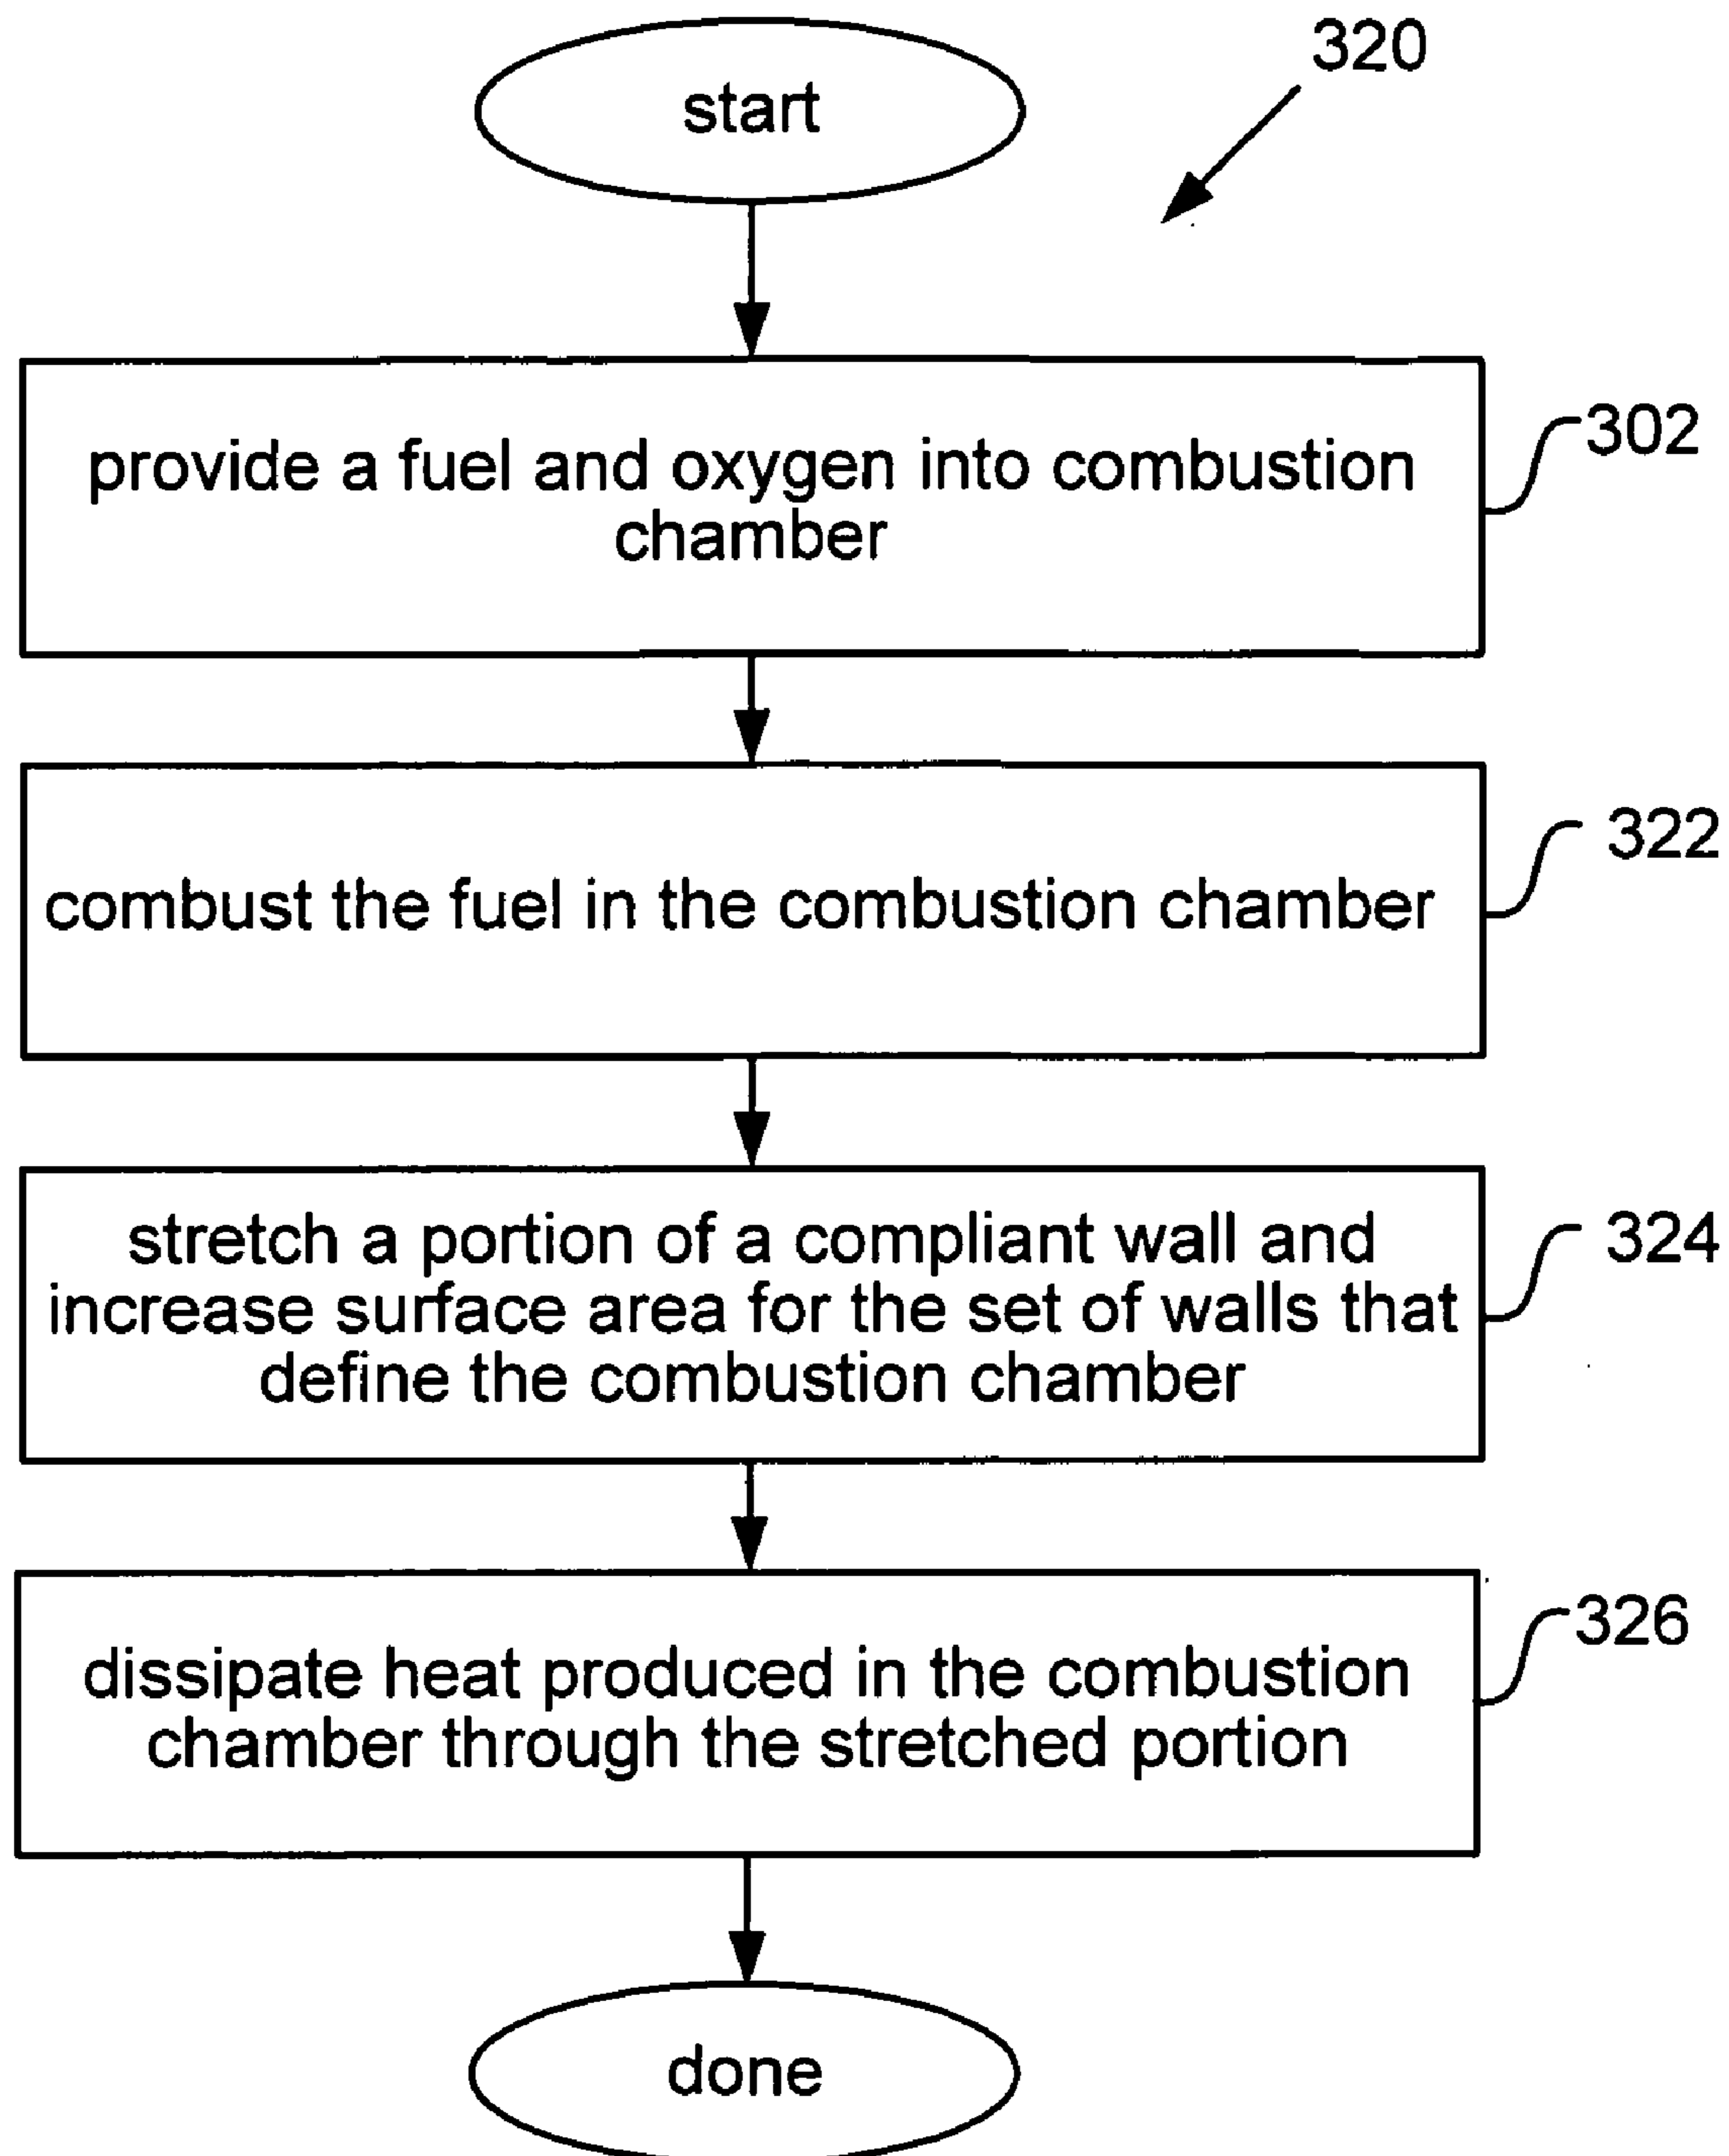 320
start
provide a fuel and oxygen into combustion
chamber
302
combust the fuel in the combustion chamber
322
stretch a portion of a compliant wall and
increase surface area for the set of walls that
define the combustion chamber
324
dissipate heat produced in the combustion
chamber through the stretched portion
326
done